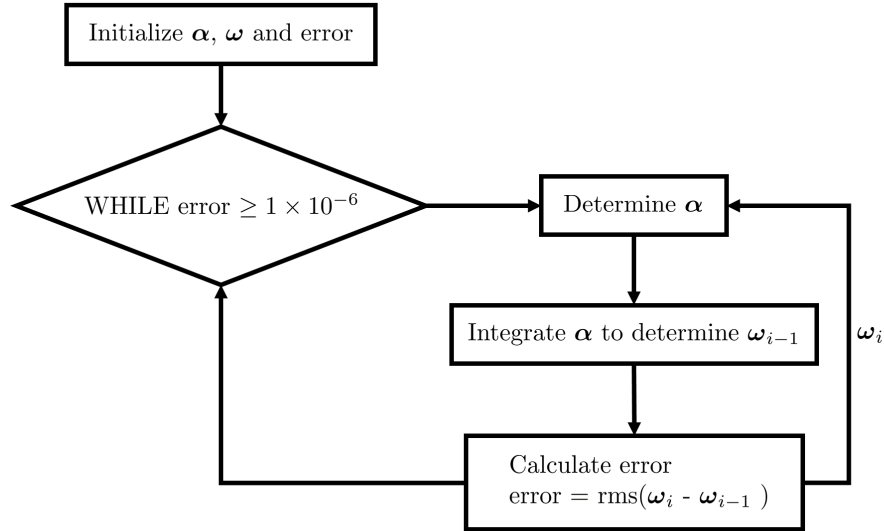 Initialize α, ω and error
WHILE error ≥ 1 × 10⁻⁶
Determine α
Integrate α to determine ωᵢ₋₁
ωᵢ
Calculate error
error = rms(ωᵢ - ωᵢ₋₁ )